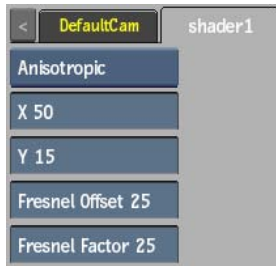 < DefaultCam shader1
Anisotropic
X 50
Y 15
Fresnel Offset 25
Fresnel Factor 25